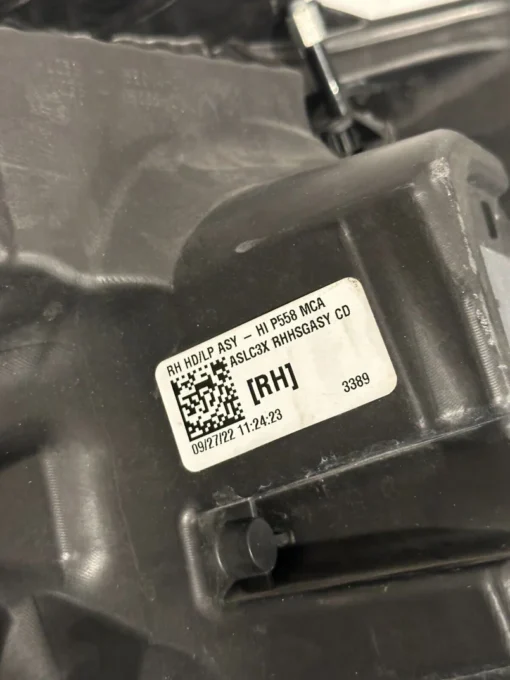 RH HD/LP ASY - HI P558 MCA
ASLC3X RHHSGASY CD
[RH]
3389
09/27/22 11:24:23